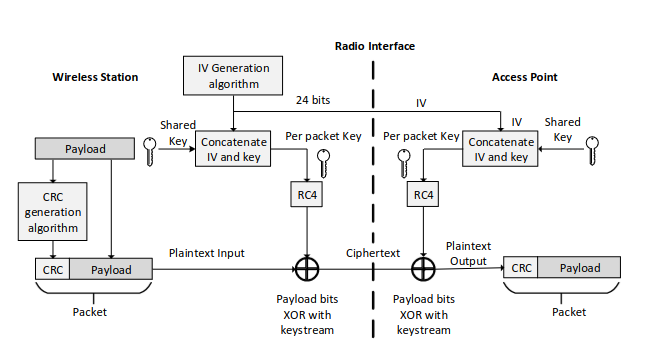 Radio Interface
Wireless Station
Access Point
IV Generation
algorithm
24 bits
IV
Shared
Key
Concatenate
IV and key
Per packet Key
Per packet Key
IV
Concatenate
IV and key
Shared
Key
Payload
RC4
RC4
CRC
generation
algorithm
CRC
Payload
Plaintext Input
Ciphertext
Plaintext
Output
CRC
Payload
Packet
Payload bits
XOR with
keystream
Payload bits
XOR with
keystream
Packet